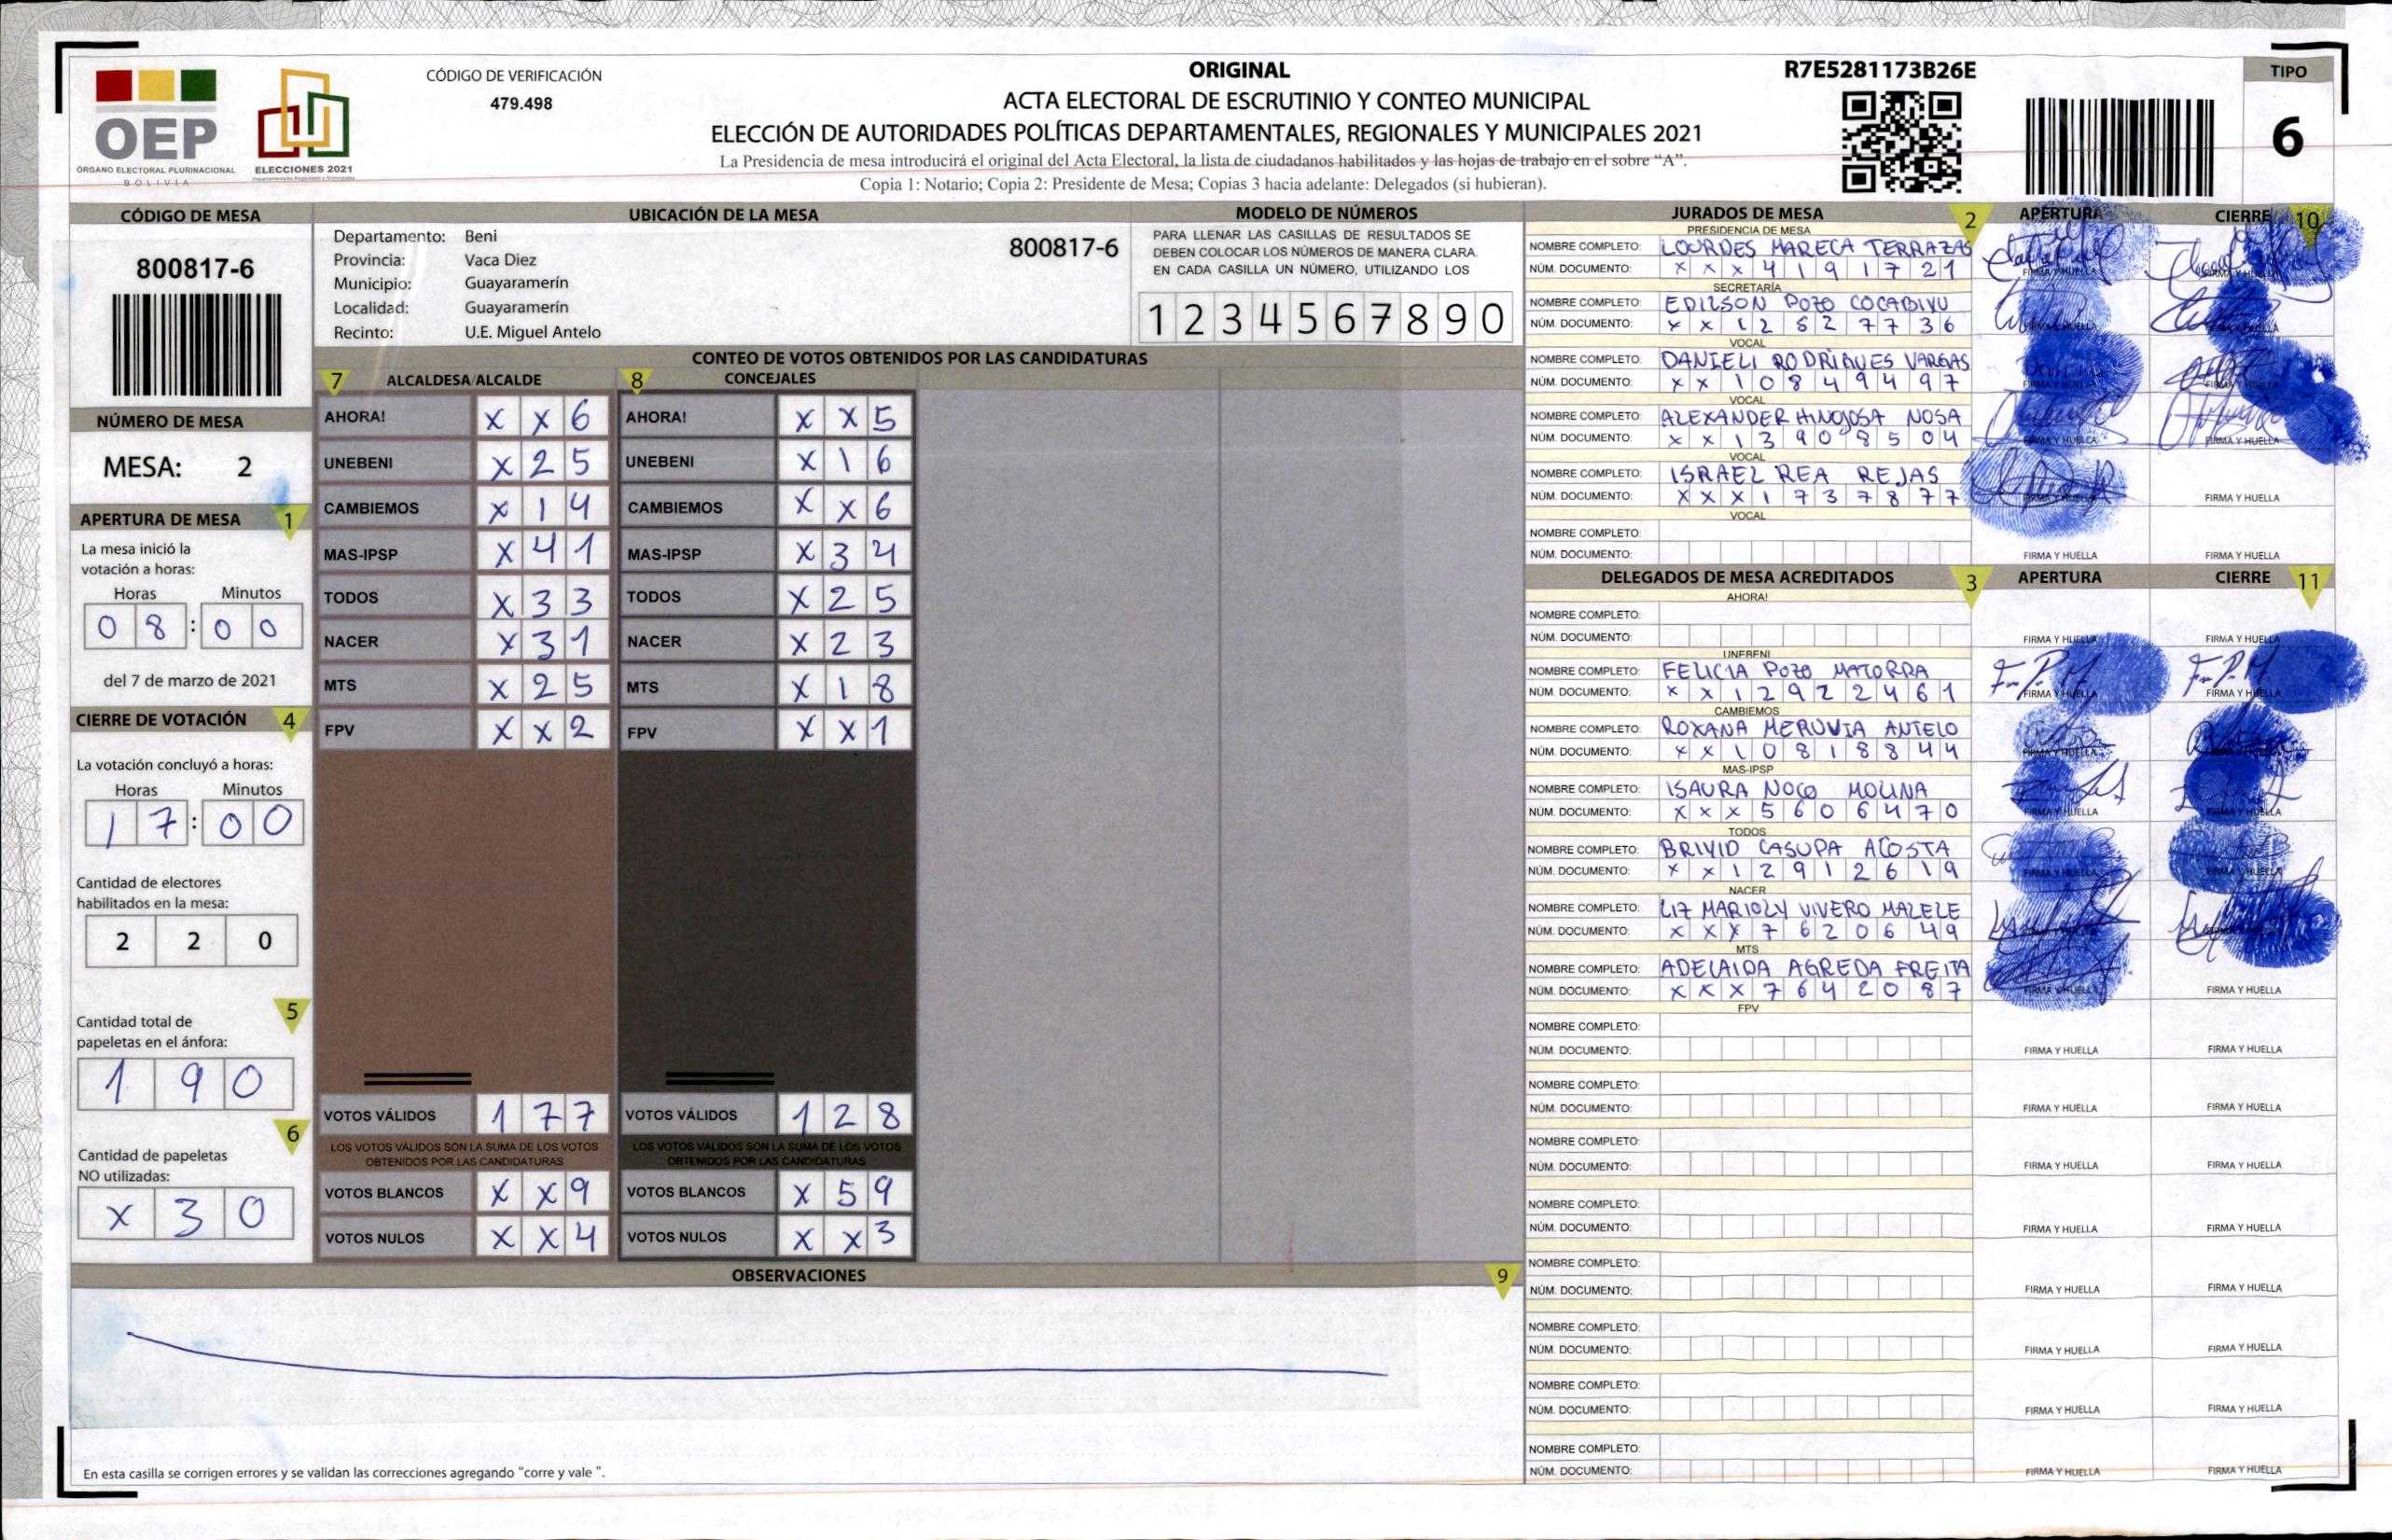 OEP
ÓRGANO ELECTORAL PLURINACIONAL
BOLIVIA
ELECCIONES 2021
CÓDIGO DE VERIFICACIÓN
479.498
ORIGINAL
ACTA ELECTORAL DE ESCRUTINIO Y CONTEO MUNICIPAL
ELECCIÓN DE AUTORIDADES POLÍTICAS DEPARTAMENTALES, REGIONALES Y MUNICIPALES 2021
La Presidencia de mesa introducirá el original del Acta Electoral, la lista de ciudadanos habilitados y las hojas de trabajo en el sobre "A".
Copia 1: Notario; Copia 2: Presidente de Mesa; Copias 3 hacia adelante: Delegados (si hubieran).
R7E5281173B26E
TIPO
6
CÓDIGO DE MESA
800817-6
NÚMERO DE MESA
MESA: 2
APERTURA DE MESA 1
La mesa inició la
votación a horas:
Horas Minutos
0 8 : 0 0
del 7 de marzo de 2021
CIERRE DE VOTACIÓN 4
La votación concluyó a horas:
Horas Minutos
1 7 : 0 0
Cantidad de electores
habilitados en la mesa:
2 2 0
5
Cantidad total de
papeletas en el ánfora:
1 9 0
6
Cantidad de papeletas
NO utilizadas:
x 3 0
UBICACIÓN DE LA MESA
Departamento: Beni
Provincia: Vaca Diez
Municipio: Guayaramerín
Localidad: Guayaramerín
Recinto: U.E. Miguel Antelo
800817-6
MODELO DE NÚMEROS
PARA LLENAR LAS CASILLAS DE RESULTADOS SE
DEBEN COLOCAR LOS NÚMEROS DE MANERA CLARA.
EN CADA CASILLA UN NÚMERO, UTILIZANDO LOS
1 2 3 4 5 6 7 8 9 0
CONTEO DE VOTOS OBTENIDOS POR LAS CANDIDATURAS
7 ALCALDESA/ALCALDE 8 CONCEJALES
AHORA! X X 6 AHORA! X X 5
UNEBENI X 2 5 UNEBENI X 1 6
CAMBIEMOS X 1 4 CAMBIEMOS X X 6
MAS-IPSP X 4 1 MAS-IPSP X 3 4
TODOS X 3 3 TODOS X 2 5
NACER X 3 1 NACER X 2 3
MTS X 2 5 MTS X 1 8
FPV X X 2 FPV X X 1
VOTOS VÁLIDOS 1 7 7 VOTOS VÁLIDOS 1 2 8
LOS VOTOS VÁLIDOS SON LA SUMA DE LOS VOTOS LOS VOTOS VÁLIDOS SON LA SUMA DE LOS VOTOS
OBTENIDOS POR LAS CANDIDATURAS OBTENIDOS POR LAS CANDIDATURAS
VOTOS BLANCOS X X 9 VOTOS BLANCOS X 5 9
VOTOS NULOS X X 4 VOTOS NULOS X X 3
OBSERVACIONES 9
En esta casilla se corrigen errores y se validan las correcciones agregando "corre y vale ".
JURADOS DE MESA 2 APERTURA CIERRE 10
PRESIDENCIA DE MESA
NOMBRE COMPLETO: LOURDES MARECA TERRAZAS
NÚM. DOCUMENTO: X X X 4 1 9 1 7 2 1 FIRMA Y HUELLA FIRMA Y HUELLA
SECRETARÍA
NOMBRE COMPLETO: EDILSON POZO COCABIYU
NÚM. DOCUMENTO: X X 1 2 8 2 7 7 3 6 FIRMA Y HUELLA FIRMA Y HUELLA
VOCAL
NOMBRE COMPLETO: DANIELI RODRIGUES VARGAS
NÚM. DOCUMENTO: X X 1 0 8 4 9 4 9 7 FIRMA Y HUELLA FIRMA Y HUELLA
VOCAL
NOMBRE COMPLETO: ALEXANDER HINOJOSA NOSA
NÚM. DOCUMENTO: X X 1 3 9 0 8 5 0 4 FIRMA Y HUELLA FIRMA Y HUELLA
VOCAL
NOMBRE COMPLETO: ISRAEL REA REJAS
NÚM. DOCUMENTO: X X X 1 7 3 7 8 7 7 FIRMA Y HUELLA FIRMA Y HUELLA
VOCAL
NOMBRE COMPLETO:
NÚM. DOCUMENTO: FIRMA Y HUELLA FIRMA Y HUELLA
DELEGADOS DE MESA ACREDITADOS 3 APERTURA CIERRE 11
AHORA!
NOMBRE COMPLETO:
NÚM. DOCUMENTO: FIRMA Y HUELLA FIRMA Y HUELLA
UNEBENI
NOMBRE COMPLETO: FELICIA POZO MATORRA F.P.M F.P.M
NÚM. DOCUMENTO: X X 1 2 9 2 2 4 6 1 FIRMA Y HUELLA FIRMA Y HUELLA
CAMBIEMOS
NOMBRE COMPLETO: ROXANA MERUVIA ANTELO
NÚM. DOCUMENTO: X X 1 0 8 1 8 8 4 4 FIRMA Y HUELLA FIRMA Y HUELLA
MAS-IPSP
NOMBRE COMPLETO: ISAURA NOCO MOLINA
NÚM. DOCUMENTO: X X X 5 6 0 6 4 7 0 FIRMA Y HUELLA FIRMA Y HUELLA
TODOS
NOMBRE COMPLETO: BRIYID CASUPA ACOSTA
NÚM. DOCUMENTO: X X 1 2 9 1 2 6 1 9 FIRMA Y HUELLA FIRMA Y HUELLA
NACER
NOMBRE COMPLETO: LIZ MARIOLY VIVERO MALELE
NÚM. DOCUMENTO: X X X 7 6 2 0 6 4 9 FIRMA Y HUELLA
MTS
NOMBRE COMPLETO: ADELAIDA AGREDA FREITA
NÚM. DOCUMENTO: X X X 7 6 4 2 0 8 7 FIRMA Y HUELLA FIRMA Y HUELLA
FPV
NOMBRE COMPLETO:
NÚM. DOCUMENTO: FIRMA Y HUELLA FIRMA Y HUELLA
NOMBRE COMPLETO:
NÚM. DOCUMENTO: FIRMA Y HUELLA FIRMA Y HUELLA
NOMBRE COMPLETO:
NÚM. DOCUMENTO: FIRMA Y HUELLA FIRMA Y HUELLA
NOMBRE COMPLETO:
NÚM. DOCUMENTO: FIRMA Y HUELLA FIRMA Y HUELLA
NOMBRE COMPLETO:
NÚM. DOCUMENTO: FIRMA Y HUELLA FIRMA Y HUELLA
NOMBRE COMPLETO:
NÚM. DOCUMENTO: FIRMA Y HUELLA FIRMA Y HUELLA
NOMBRE COMPLETO:
NÚM. DOCUMENTO: FIRMA Y HUELLA FIRMA Y HUELLA
NOMBRE COMPLETO:
NÚM. DOCUMENTO: FIRMA Y HUELLA FIRMA Y HUELLA